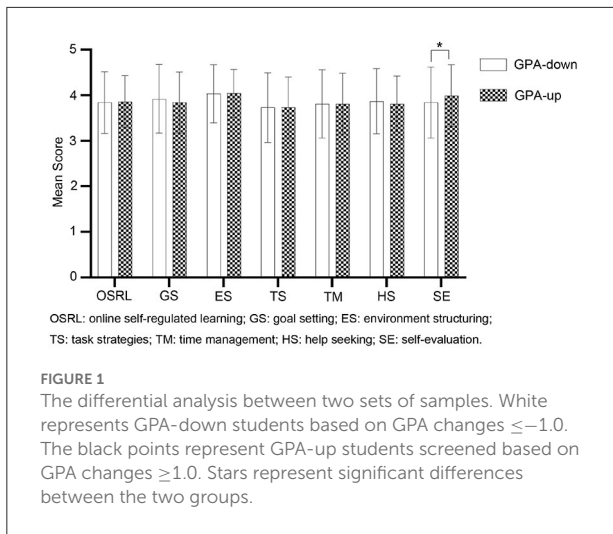 5
4
3
2
1
0
Mean Score
*
GPA-down
GPA-up
OSRL GS ES TS TM HS SE
OSRL: online self-regulated learning; GS: goal setting; ES: environment structuring;
TS: task strategies; TM: time management; HS: help seeking; SE: self-evaluation.
FIGURE 1
The differential analysis between two sets of samples. White
represents GPA-down students based on GPA changes ≤−1.0.
The black points represent GPA-up students screened based on
GPA changes ≥1.0. Stars represent significant differences
between the two groups.